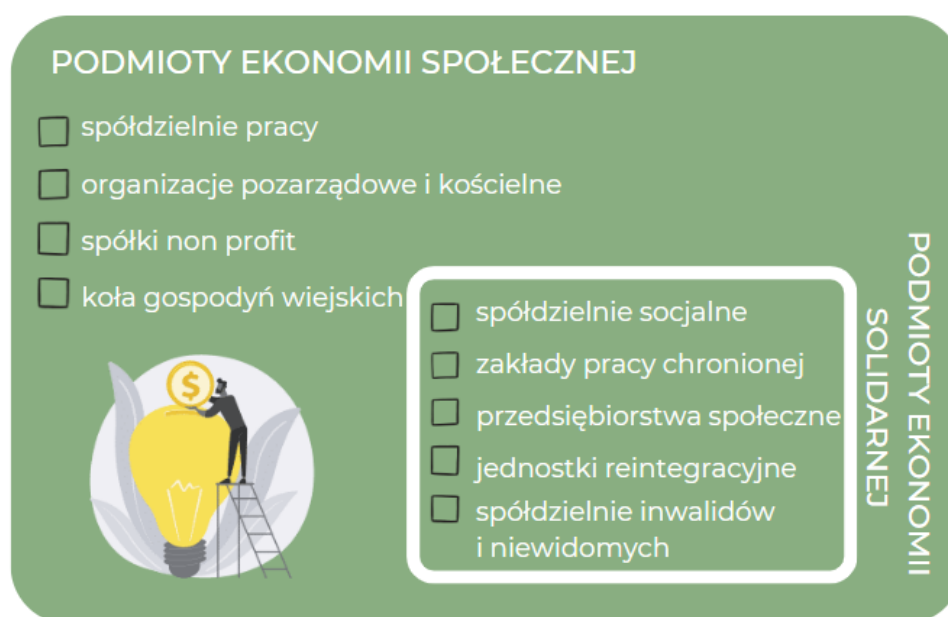 PODMIOTY EKONOMII SPOŁECZNEJ
spółdzielnie pracy
organizacje pozarządowe i kościelne
spółki non profit
koła gospodyń wiejskich
spółdzielnie socjalne
zakłady pracy chronionej
przedsiębiorstwa społeczne
jednostki reintegracyjne
spółdzielnie inwalidów
i niewidomych
PODMIOTY EKONOMII
SOLIDARNEJ
$